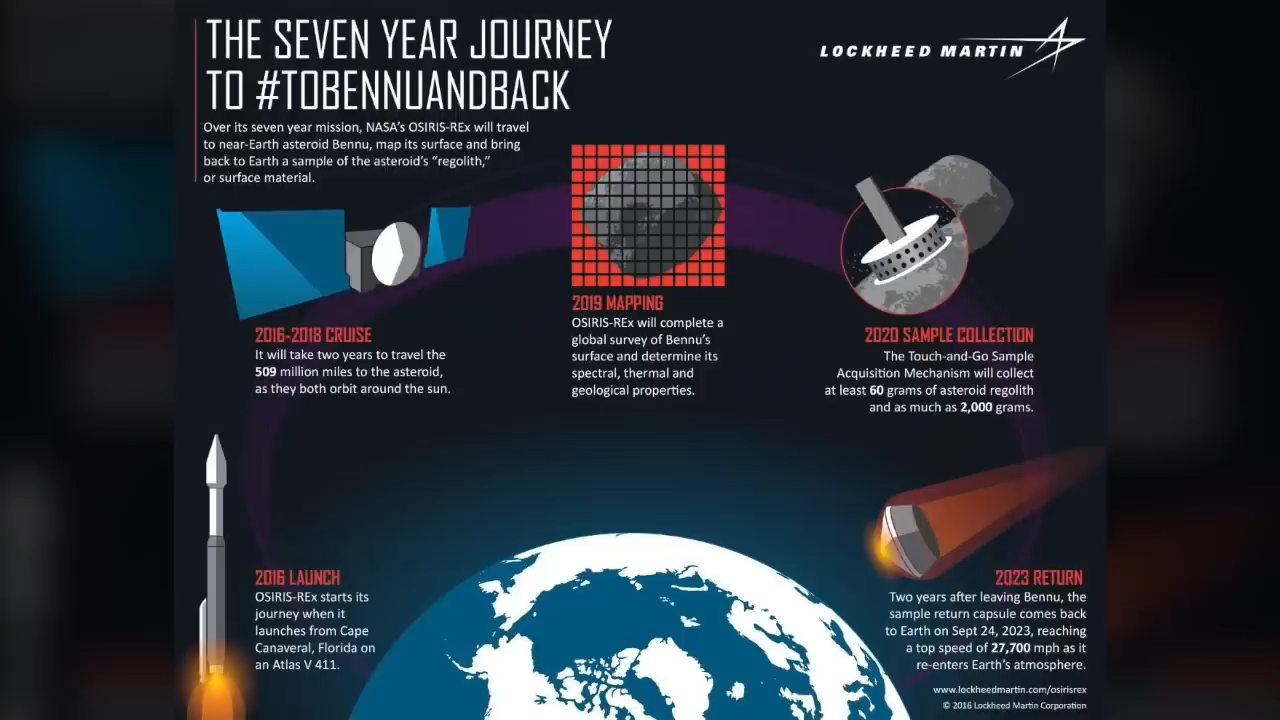 THE SEVEN YEAR JOURNEY
TO #TOBENNUANDBACK
LOCKHEED MARTIN
Over its seven year mission, NASA's OSIRIS-REx will travel
to near-Earth asteroid Bennu, map its surface and bring
back to Earth a sample of the asteroid's “regolith,”
or surface material.
2016-2018 CRUISE
It will take two years to travel the
509 million miles to the asteroid,
as they both orbit around the sun.
2019 MAPPING
OSIRIS-REx will complete a
global survey of Bennu's
surface and determine its
spectral, thermal and
geological properties.
2020 SAMPLE COLLECTION
The Touch-and-Go Sample
Acquisition Mechanism will collect
at least 60 grams of asteroid regolith
and as much as 2,000 grams.
2016 LAUNCH
OSIRIS-REx starts its
journey when it
launches from Cape
Canaveral, Florida on
an Atlas V 411.
2023 RETURN
Two years after leaving Bennu, the
sample return capsule comes back
to Earth on Sept 24, 2023, reaching
a top speed of 27,700 mph as it
re-enters Earth's atmosphere.
www.lockheedmartin.com/osirisrex
© 2016 Lockheed Martin Corporation